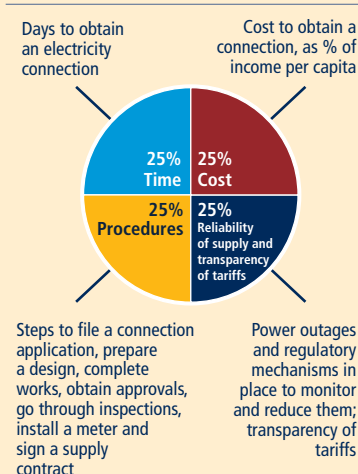 Days to obtain
an electricity
connection
Cost to obtain a
connection, as % of
income per capita
25%
Time
25%
Cost
25%
Procedures
25%
Reliability
of supply and
transparency
of tariffs
Steps to file a connection
application, prepare
a design, complete
works, obtain approvals,
go through inspections,
install a meter and
sign a supply
contract
Power outages
and regulatory
mechanisms in
place to monitor
and reduce them;
transparency of
tariffs